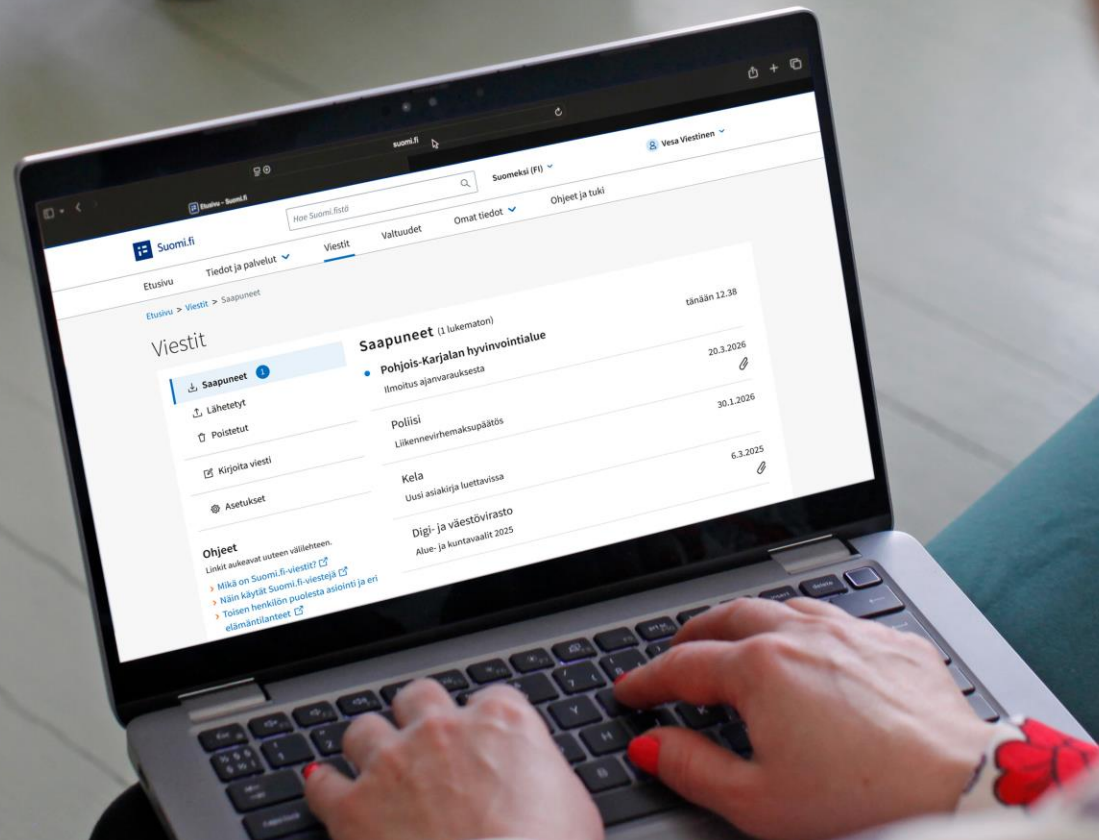 suomi.fi
Etusivu – Suomi.fi
Suomi.fi
Hae Suomi.fistä
Suomeksi (FI)
Vesa Viestinen
Etusivu
Tiedot ja palvelut
Viestit
Valtuudet
Omat tiedot
Ohjeet ja tuki
Etusivu > Viestit > Saapuneet
Viestit
Saapuneet 1
Lähetetyt
Poistetut
Kirjoita viesti
Asetukset
Ohjeet
Linkit aukeavat uuteen välilehteen.
Mikä on Suomi.fi-viestit?
Näin käytät Suomi.fi-viestejä
Toisen henkilön puolesta asiointi ja eri
elämäntilanteet
Saapuneet (1 lukematon)
Pohjois-Karjalan hyvinvointialue
tänään 12.38
Ilmoitus ajanvarauksesta
Poliisi
20.3.2026
Liikennevirhemaksupäätös
Kela
30.1.2026
Uusi asiakirja luettavissa
Digi- ja väestövirasto
6.3.2025
Alue- ja kuntavaalit 2025